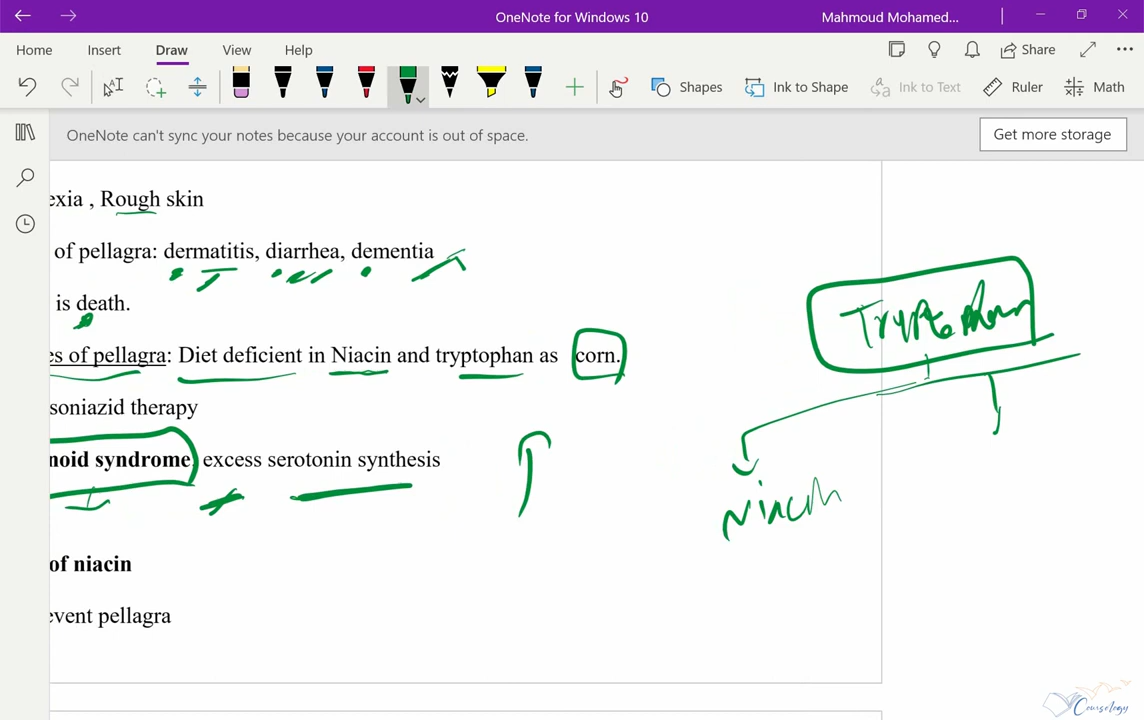 OneNote for Windows 10
Mahmoud Mohamed...
Home Insert Draw View Help
Share
Shapes Ink to Shape Ink to Text Ruler Math
OneNote can't sync your notes because your account is out of space.
Get more storage
exia , Rough skin
of pellagra: dermatitis, diarrhea, dementia
is death.
es of pellagra: Diet deficient in Niacin and tryptophan as corn.
soniazid therapy
noid syndrome, excess serotonin synthesis
Tryptophan
Niacin
of niacin
event pellagra
Courselogy